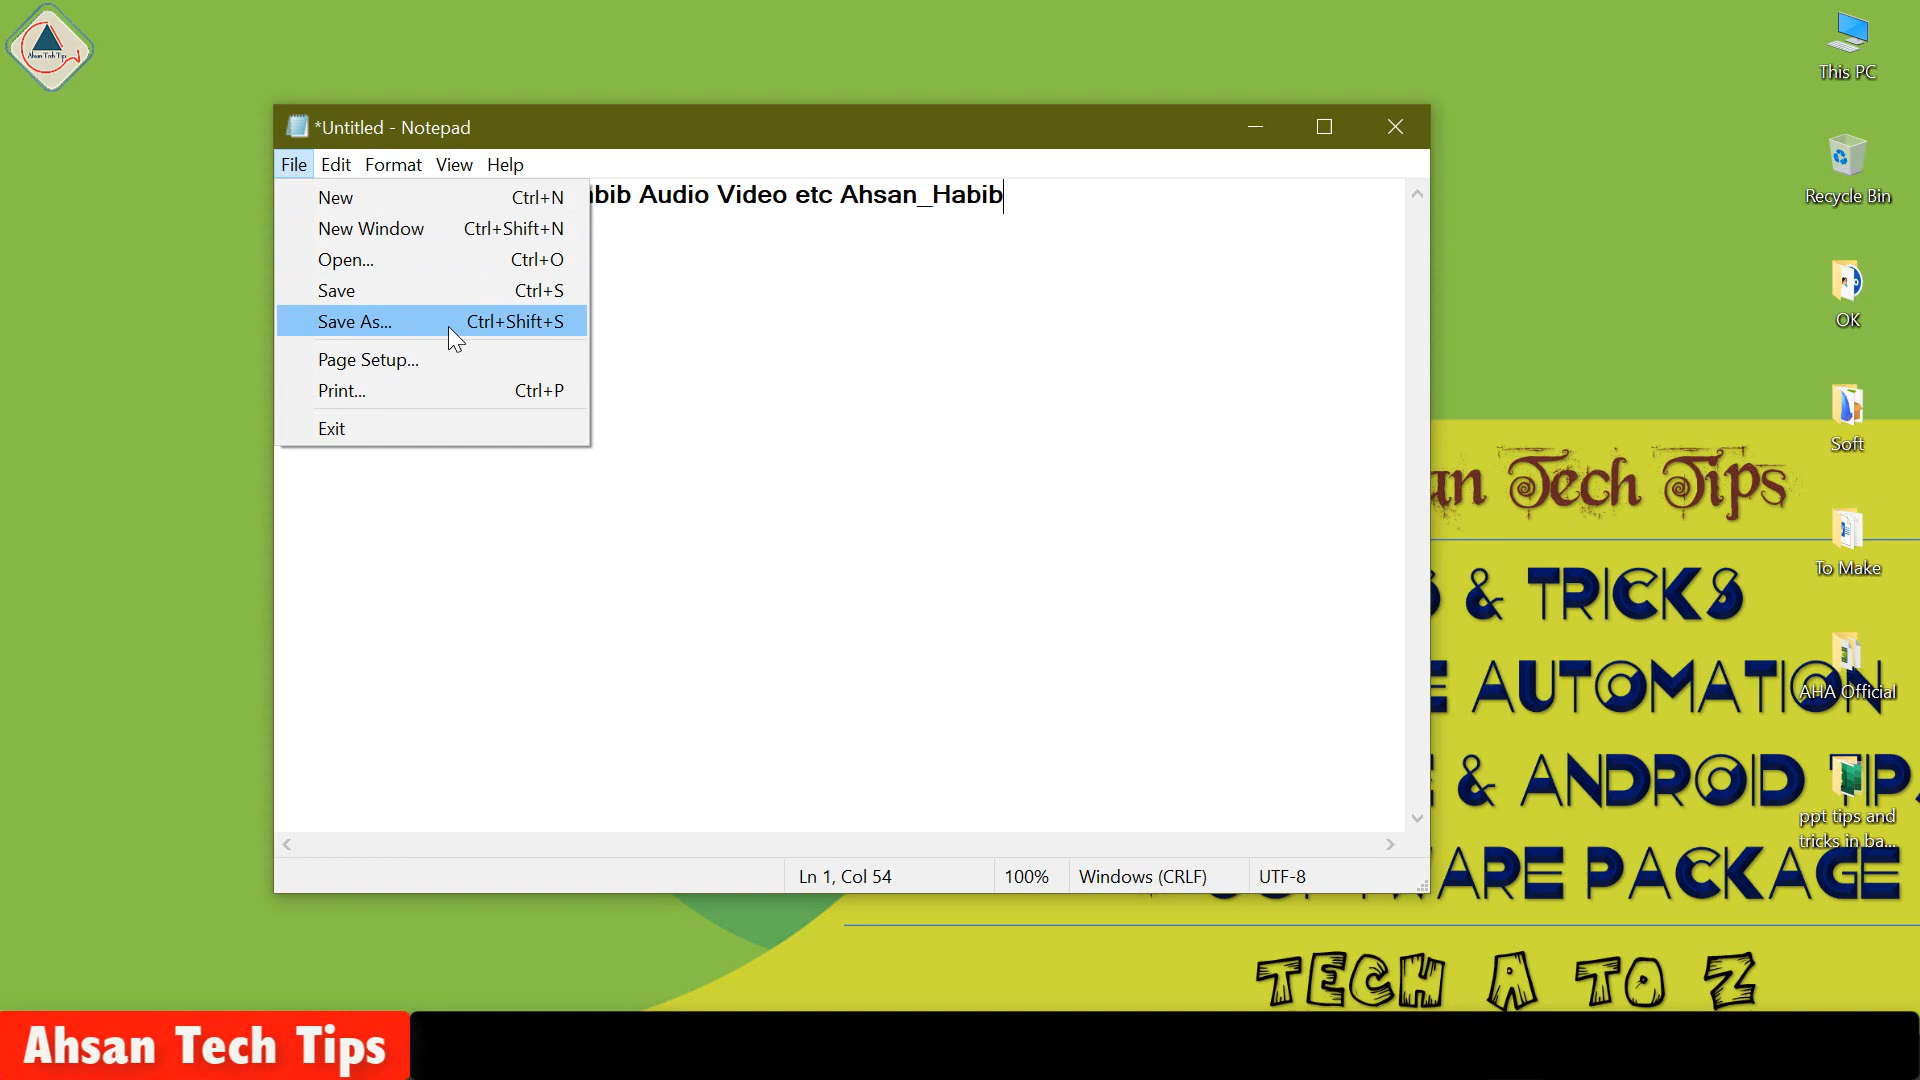 Ahsan Tech Tips
*Untitled - Notepad
File Edit Format View Help
Audio Video etc Ahsan_Habib
New Ctrl+N
New Window Ctrl+Shift+N
Open... Ctrl+O
Save Ctrl+S
Save As... Ctrl+Shift+S
Page Setup...
Print... Ctrl+P
Exit
Ln 1, Col 54 100% Windows (CRLF) UTF-8
This PC
Recycle Bin
OK
Soft
To Make
AHA Official
ppt tips and
tricks in ba...
Tech Tips
& TRICKS
AUTOMATION
& ANDROID TIP
PACKAGE
TECH A TO Z
Ahsan Tech Tips